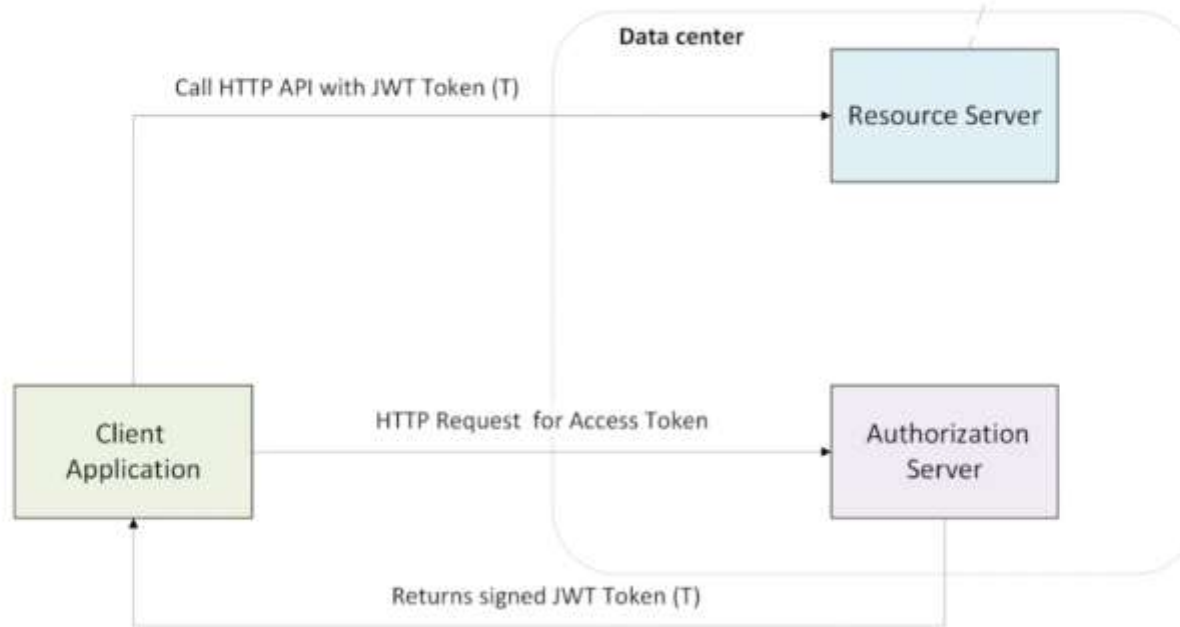 Data center
Call HTTP API with JWT Token (T)
Resource Server
Client
Application
HTTP Request for Access Token
Authorization
Server
Returns signed JWT Token (T)